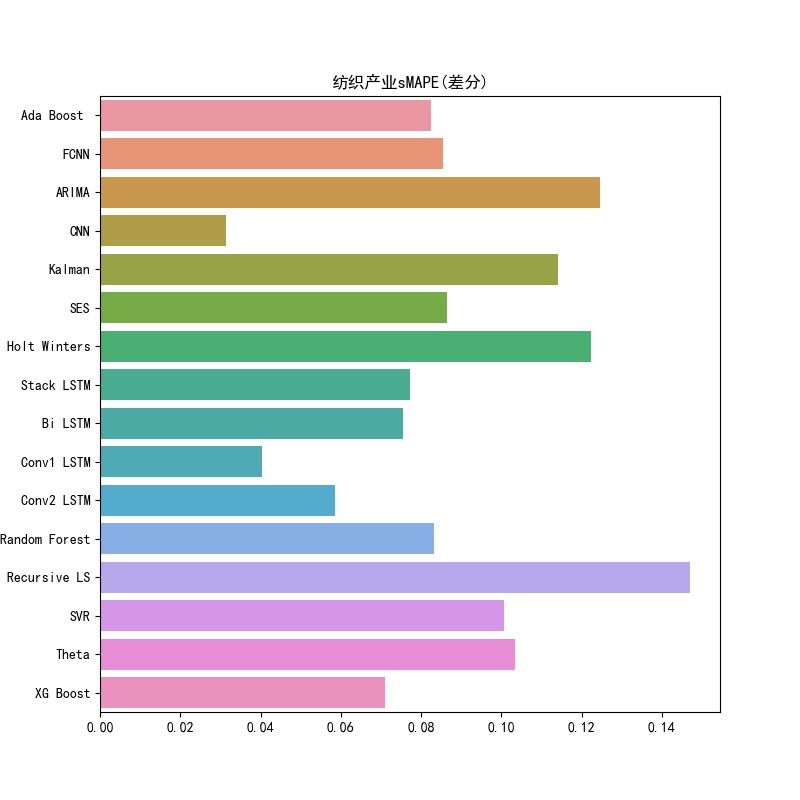 纺织产业sMAPE(差分)
Ada Boost
FCNN
ARIMA
CNN
Kalman
SES
Holt Winters
Stack LSTM
Bi LSTM
Conv1 LSTM
Conv2 LSTM
Random Forest
Recursive LS
SVR
Theta
XG Boost
0.00 0.02 0.04 0.06 0.08 0.10 0.12 0.14